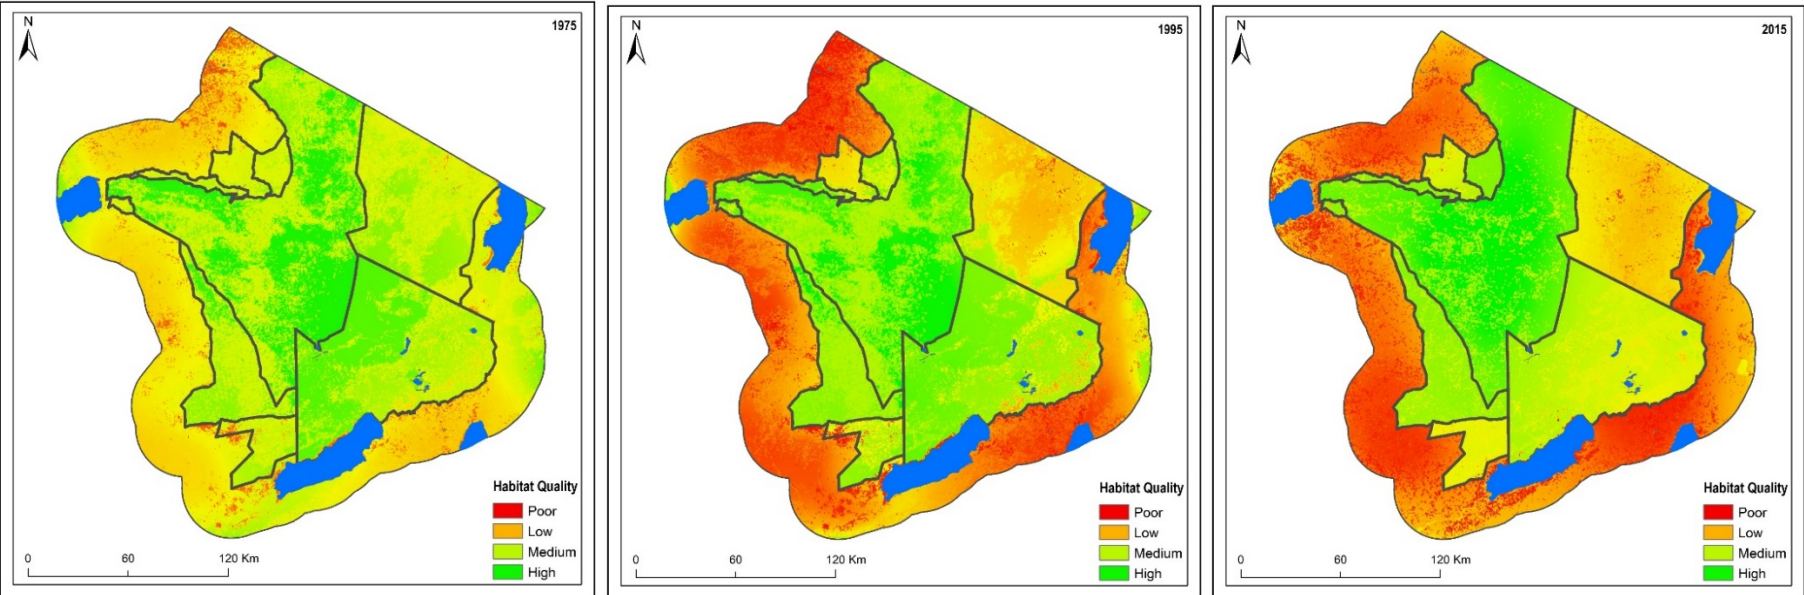 N
1975
Habitat Quality
Poor
Low
Medium
High
0 60 120 Km
N
1995
Habitat Quality
Poor
Low
Medium
High
0 60 120 Km
N
2015
Habitat Quality
Poor
Low
Medium
High
0 60 120 Km